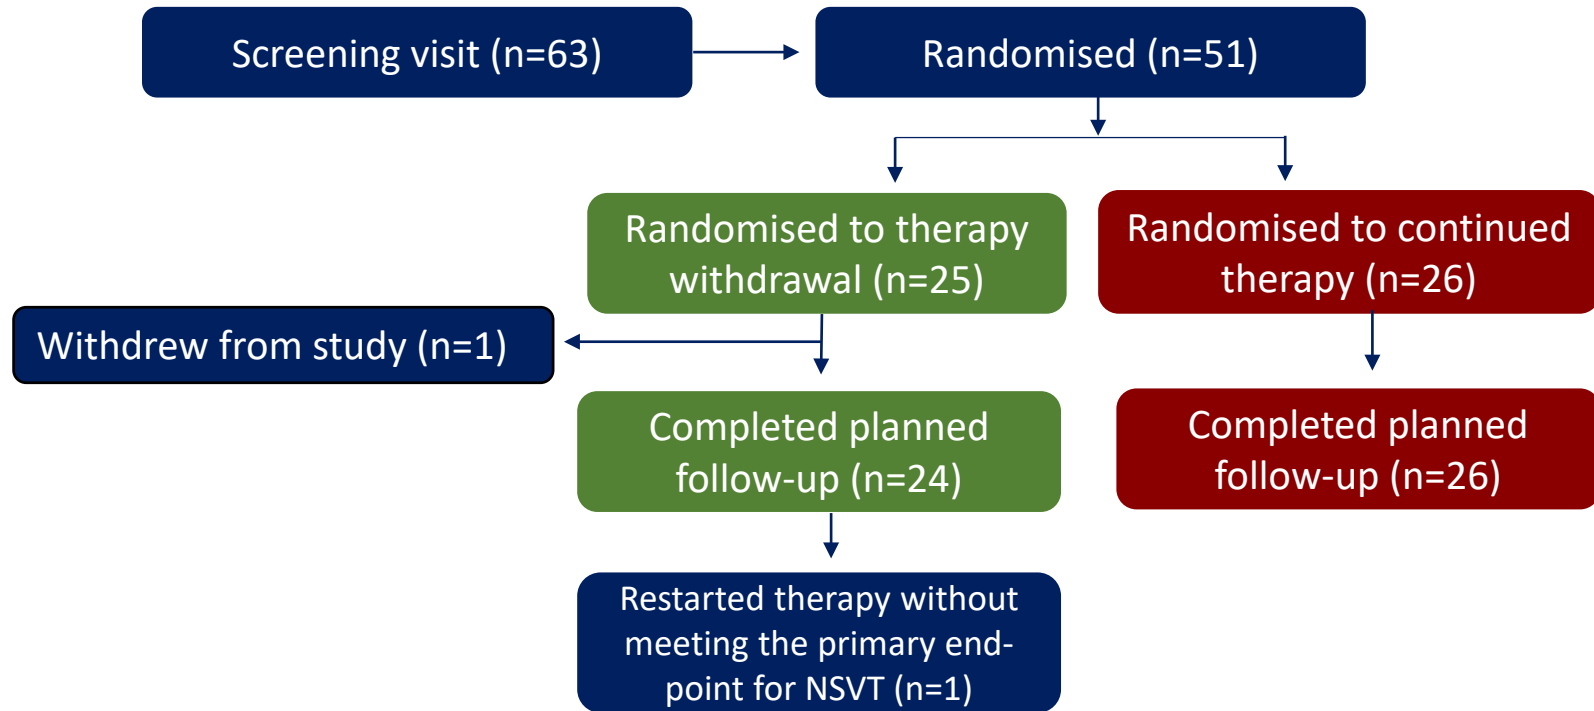 Screening visit (n=63)
Randomised (n=51)
Randomised to therapy
withdrawal (n=25)
Randomised to continued
therapy (n=26)
Withdrew from study (n=1)
Completed planned
follow-up (n=24)
Completed planned
follow-up (n=26)
Restarted therapy without
meeting the primary end-
point for NSVT (n=1)